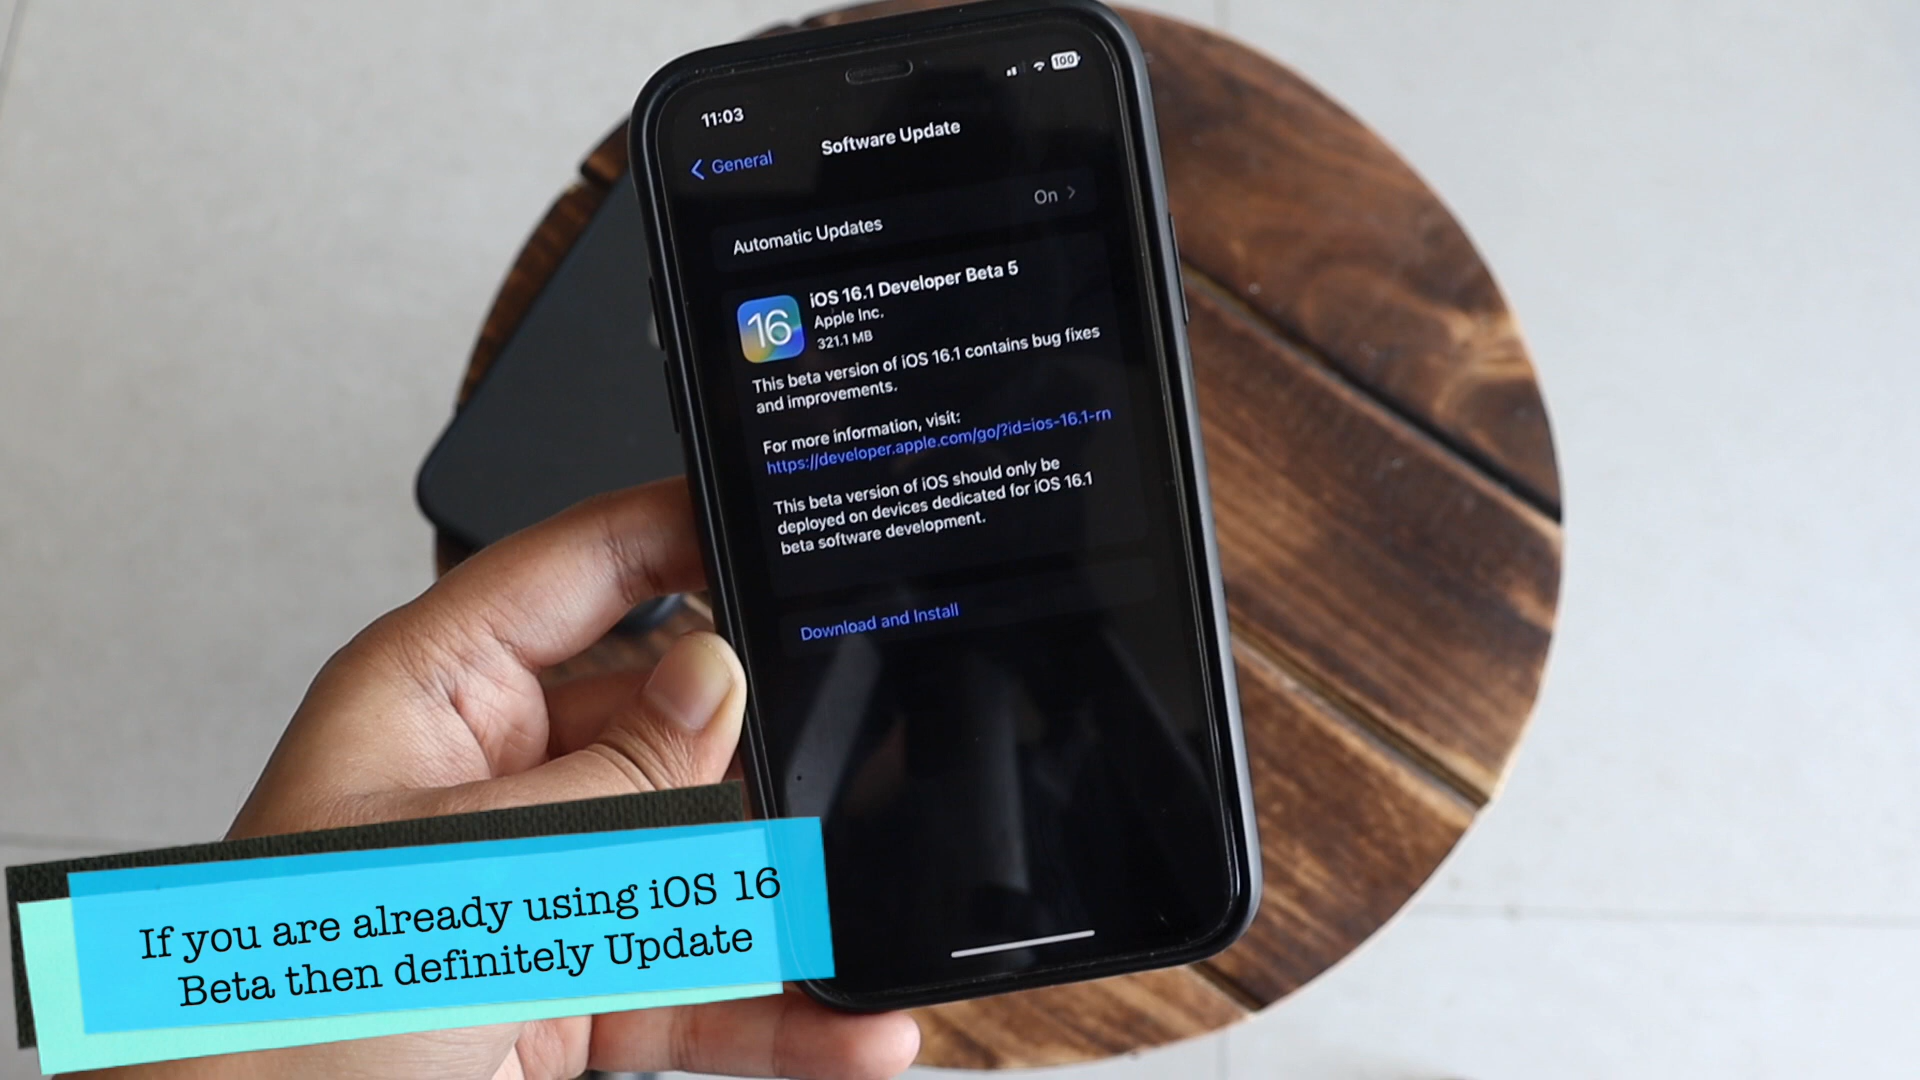 11:03
100
General
Software Update
Automatic Updates
On
16
iOS 16.1 Developer Beta 5
Apple Inc.
321.1 MB
This beta version of iOS 16.1 contains bug fixes
and improvements.
For more information, visit:
https://developer.apple.com/go/?id=ios-16.1-rn
This beta version of iOS should only be
deployed on devices dedicated for iOS 16.1
beta software development.
Download and Install
If you are already using iOS 16
Beta then definitely Update